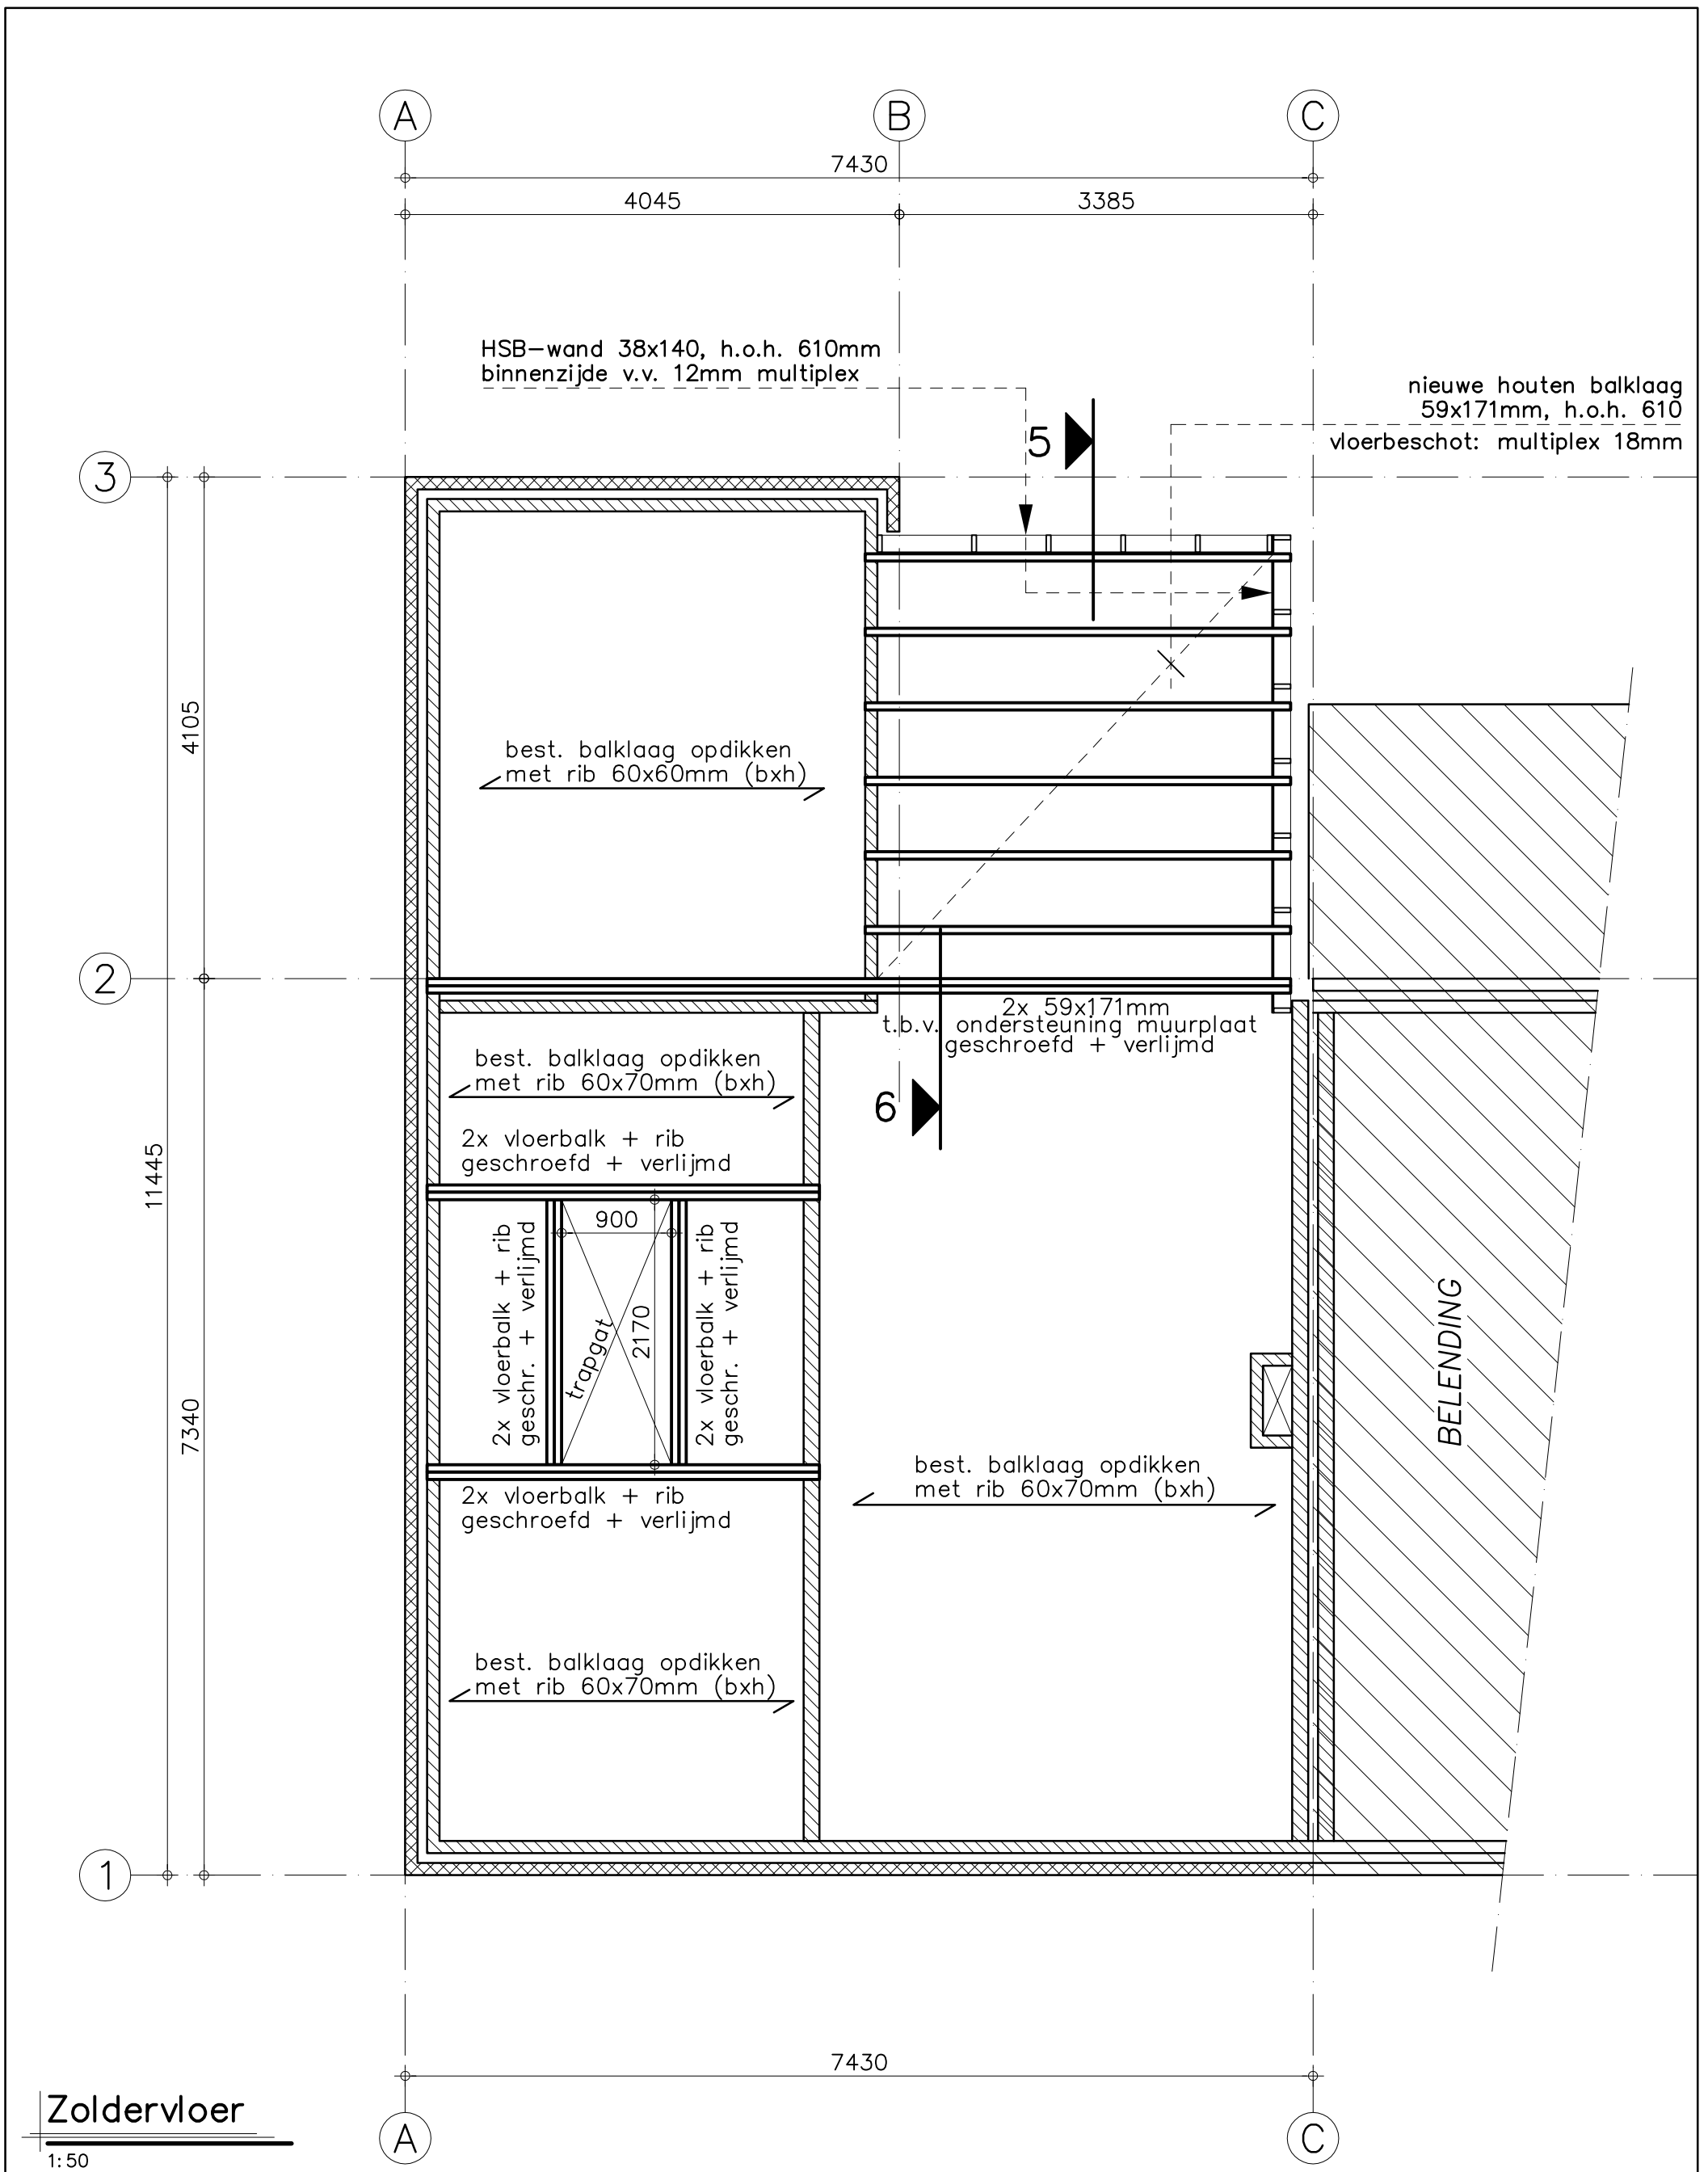 A
B
C
7430
4045
3385
HSB-wand 38x140, h.o.h. 610mm
binnenzijde v.v. 12mm multiplex
nieuwe houten balklaag
59x171mm, h.o.h. 610
vloerbeschot: multiplex 18mm
5
3
4105
best. balklaag opdikken
met rib 60x60mm (bxh)
2
2x 59x171mm
t.b.v. ondersteuning muurplaat
geschroefd + verlijmd
best. balklaag opdikken
met rib 60x70mm (bxh)
6
2x vloerbalk + rib
geschroefd + verlijmd
11445
900
2x vloerbalk + rib
geschr. + verlijmd
trapgat
2170
2x vloerbalk + rib
geschr. + verlijmd
BELENDING
7340
best. balklaag opdikken
met rib 60x70mm (bxh)
2x vloerbalk + rib
geschroefd + verlijmd
best. balklaag opdikken
met rib 60x70mm (bxh)
1
7430
A
C
Zoldervloer
1:50